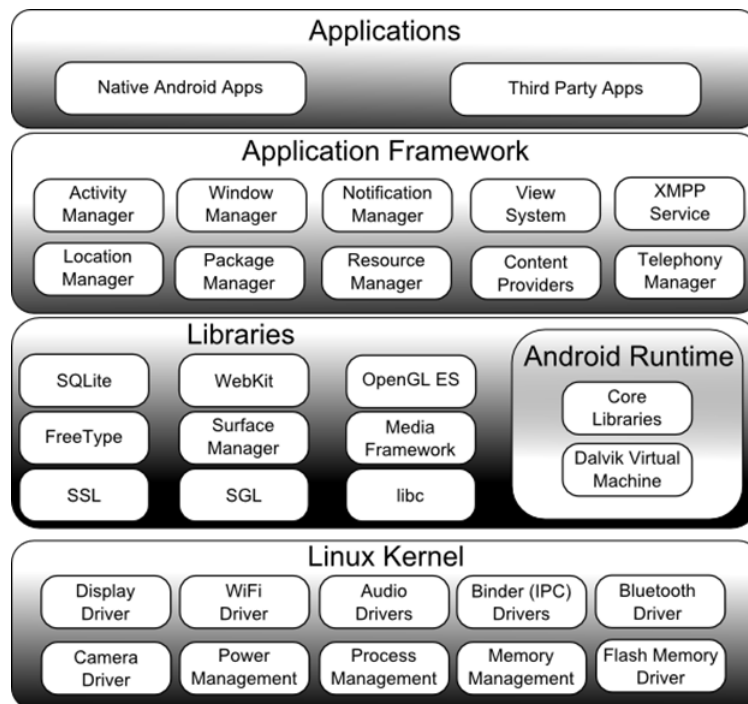 Applications
Native Android Apps
Third Party Apps
Application Framework
Activity
Manager
Window
Manager
Notification
Manager
View
System
XMPP
Service
Location
Manager
Package
Manager
Resource
Manager
Content
Providers
Telephony
Manager
Libraries
SQLite
WebKit
OpenGL ES
FreeType
Surface
Manager
Media
Framework
SSL
SGL
libc
Android Runtime
Core
Libraries
Dalvik Virtual
Machine
Linux Kernel
Display
Driver
WiFi
Driver
Audio
Drivers
Binder (IPC)
Drivers
Bluetooth
Driver
Camera
Driver
Power
Management
Process
Management
Memory
Management
Flash Memory
Driver